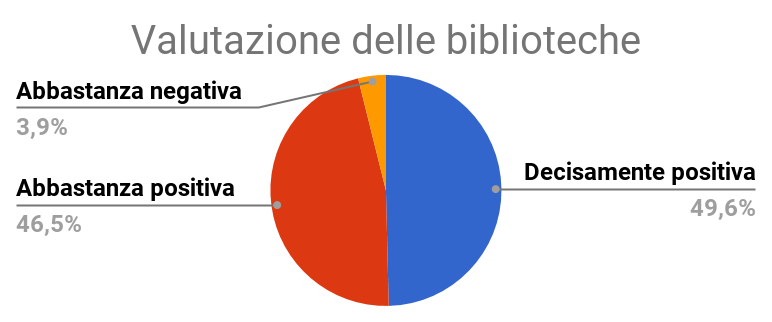 Valutazione delle biblioteche
Abbastanza negativa
3,9%
Abbastanza positiva
46,5%
Decisamente positiva
49,6%